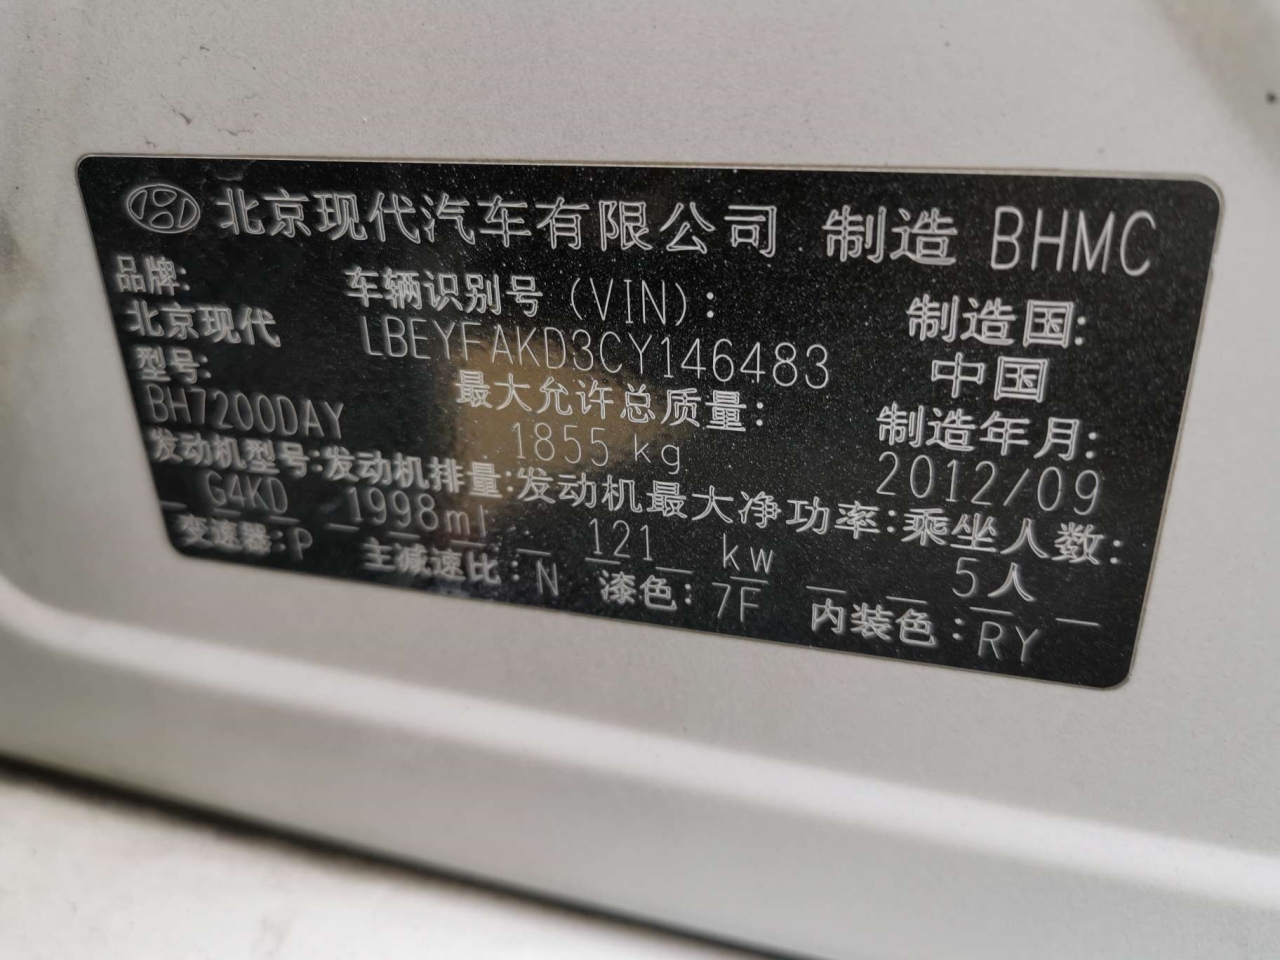 北京现代汽车有限公司 制造 BHMC
品牌: 车辆识别号 (VIN): 制造国:
北京现代 LBEYFAKD3CY146483 中国
型号: 最大允许总质量: 制造年月:
BH7200DAY 1855 kg 2012/09
发动机型号: 发动机排量: 发动机最大净功率: 乘坐人数:
G4KD 1998ml 121 kw 5人
变速器: P 主减速比: N 漆色: 7F 内装色: RY